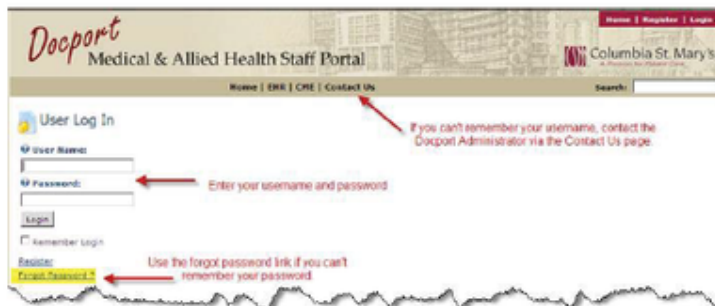 Home | Register | Login
Docport
Medical & Allied Health Staff Portal
Columbia St. Mary's
Home | EHR | CME | Contact Us
Search:
User Log In
If you can't remember your username, contact the
Docport Administrator via the Contact Us page.
User Name:
Enter your username and password
Password:
Login
Remember Login
Register
Forgot Password ?
Use the forgot password link if you can't
remember your password